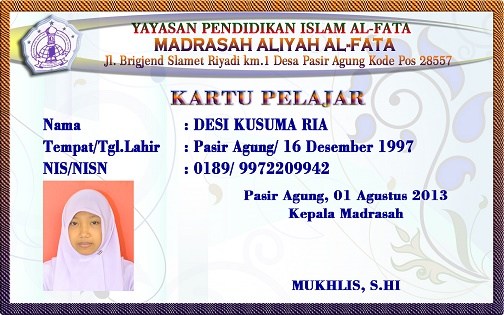 YAYASAN PENDIDIKAN ISLAM AL-FATA
MADRASAH ALIYAH AL-FATA
Jl. Brigjend Slamet Riyadi km.1 Desa Pasir Agung Kode Pos 28557
KARTU PELAJAR
Nama : DESI KUSUMA RIA
Tempat/Tgl.Lahir : Pasir Agung/ 16 Desember 1997
NIS/NISN : 0189/ 9972209942
Pasir Agung, 01 Agustus 2013
Kepala Madrasah
MUKHLIS, S.HI